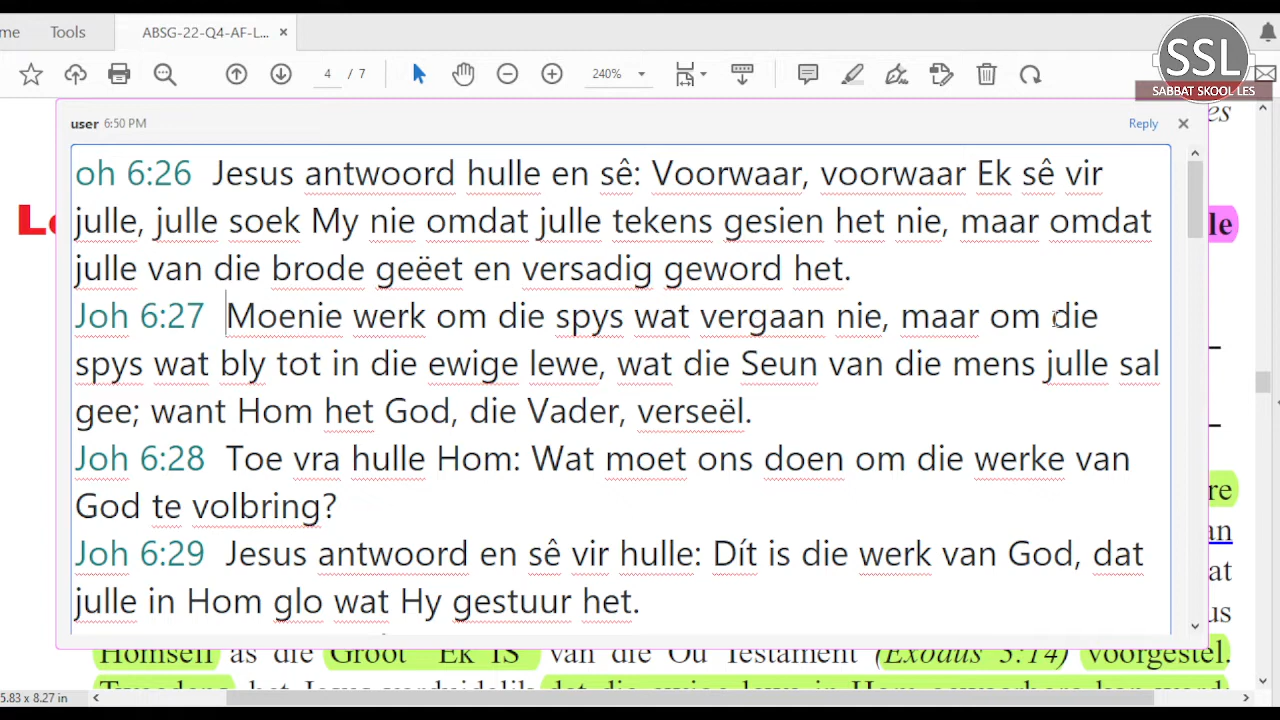 me Tools ABSG-22-Q4-AF-L... ×
4 / 7 240%
SSL
SABBAT SKOOL LES
es
user 6:50 PM Reply
oh 6:26 Jesus antwoord hulle en sê: Voorwaar, voorwaar Ek sê vir
julle, julle soek My nie omdat julle tekens gesien het nie, maar omdat
le
julle van die brode geëet en versadig geword het.
Joh 6:27 Moenie werk om die spys wat vergaan nie, maar om die
spys wat bly tot in die ewige lewe, wat die Seun van die mens julle sal
gee; want Hom het God, die Vader, verseël.
Joh 6:28 Toe vra hulle Hom: Wat moet ons doen om die werke van
re
God te volbring?
an
Joh 6:29 Jesus antwoord en sê vir hulle: Dít is die werk van God, dat
at
julle in Hom glo wat Hy gestuur het.
us
Homself as die Groot "Ek IS" van die Ou Testament (Exodus 3:14) voorgestel.
5.83 x 8.27 in